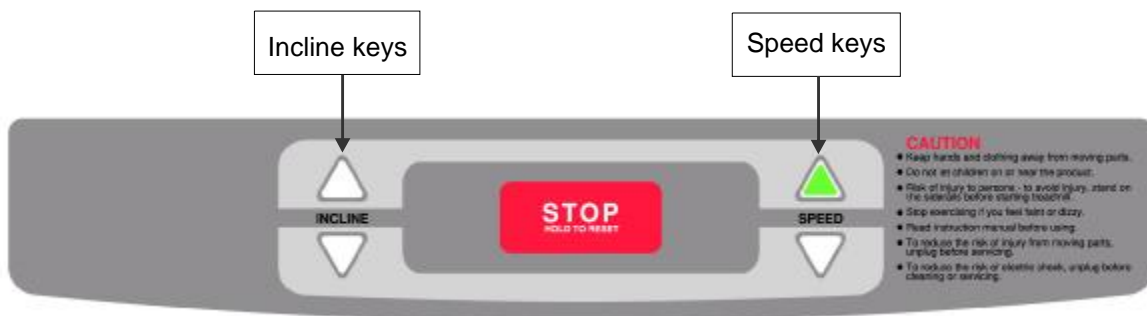 Incline keys
Speed keys
INCLINE
STOP
HOLD TO RESET
SPEED
CAUTION
● Keep hands and clothing away from moving parts.
● Do not let children on or near the product.
● Risk of injury to persons - to avoid injury, stand on
the siderails before starting treadmill.
● Stop exercising if you feel faint or dizzy.
● Read instruction manual before using.
● To reduce the risk of injury from moving parts,
unplug before servicing.
● To reduce the risk of electric shock, unplug before
cleaning or servicing.